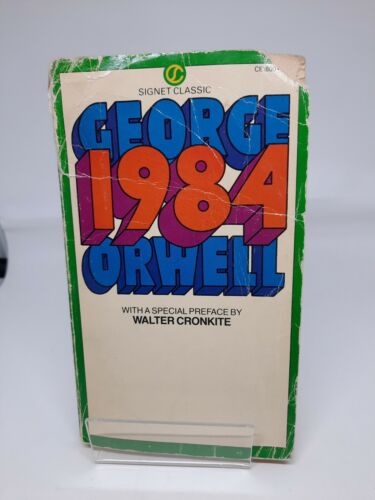 SIGNET CLASSIC
GEORGE
1984
ORWELL
WITH A SPECIAL PREFACE BY
WALTER CRONKITE